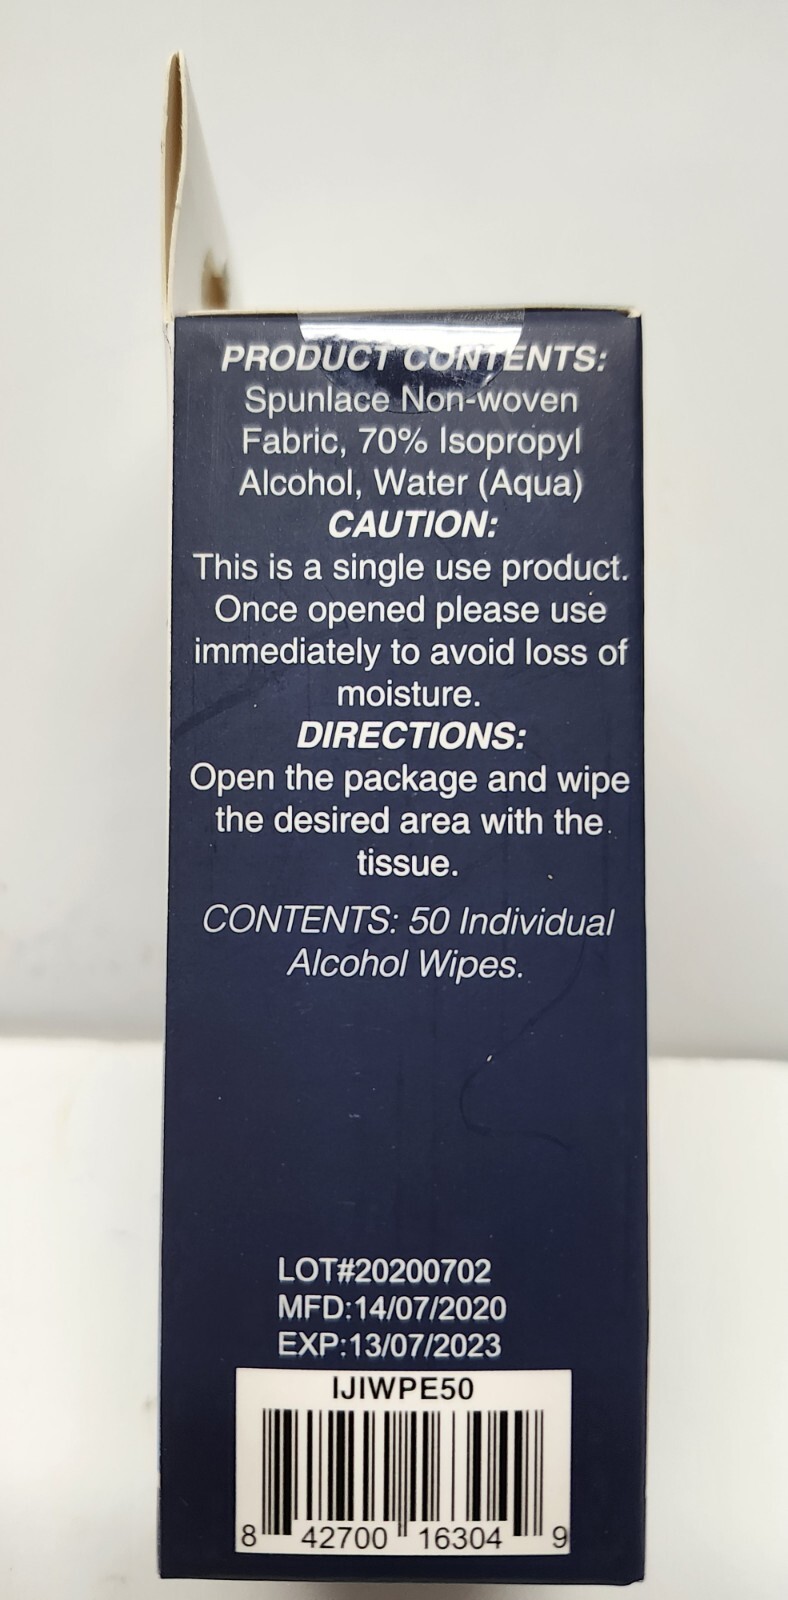 PRODUCT CONTENTS:
Spunlace Non-woven
Fabric, 70% Isopropyl
Alcohol, Water (Aqua)
CAUTION:
This is a single use product.
Once opened please use
immediately to avoid loss of
moisture.
DIRECTIONS:
Open the package and wipe
the desired area with the
tissue.
CONTENTS: 50 Individual
Alcohol Wipes.
LOT#20200702
MFD:14/07/2020
EXP:13/07/2023
IJIWPE50
8 42700 16304 9